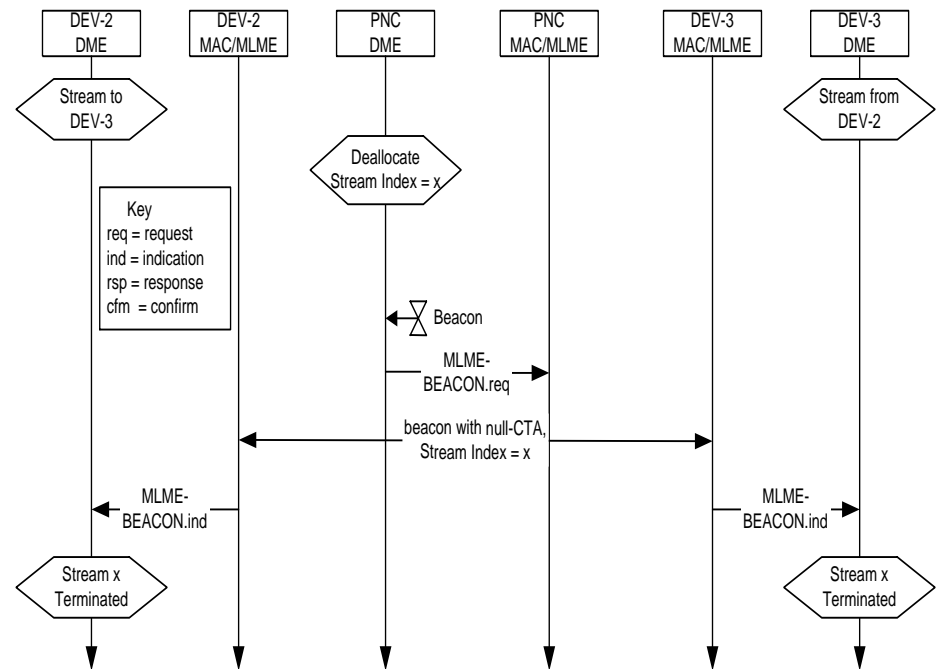 DEV-2
DME
DEV-2
MAC/MLME
PNC
DME
PNC
MAC/MLME
DEV-3
MAC/MLME
DEV-3
DME
Stream to
DEV-3
Stream from
DEV-2
Deallocate
Stream Index = x
Key
req = request
ind = indication
rsp = response
cfm = confirm
Beacon
MLME-
BEACON.req
beacon with null-CTA,
Stream Index = x
MLME-
BEACON.ind
MLME-
BEACON.ind
Stream x
Terminated
Stream x
Terminated